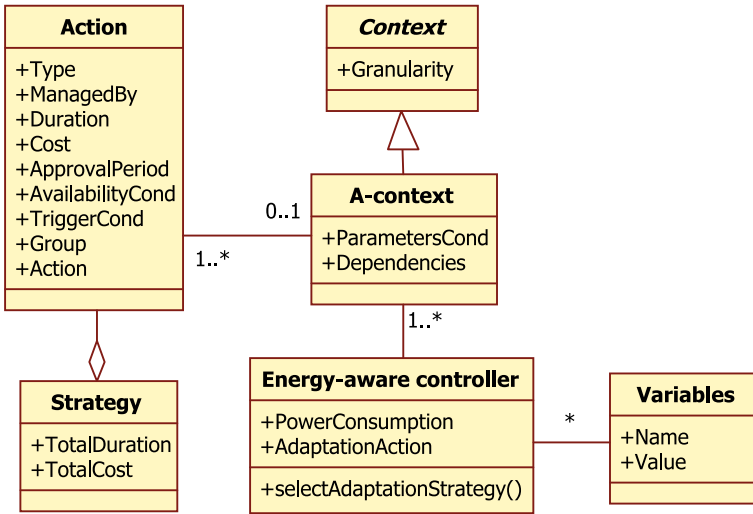 Action
+Type
+ManagedBy
+Duration
+Cost
+ApprovalPeriod
+AvailabilityCond
+TriggerCond
+Group
+Action
Context
+Granularity
0..1
1..*
A-context
+ParametersCond
+Dependencies
1..*
Strategy
+TotalDuration
+TotalCost
Energy-aware controller
+PowerConsumption
+AdaptationAction
+selectAdaptationStrategy()
*
Variables
+Name
+Value